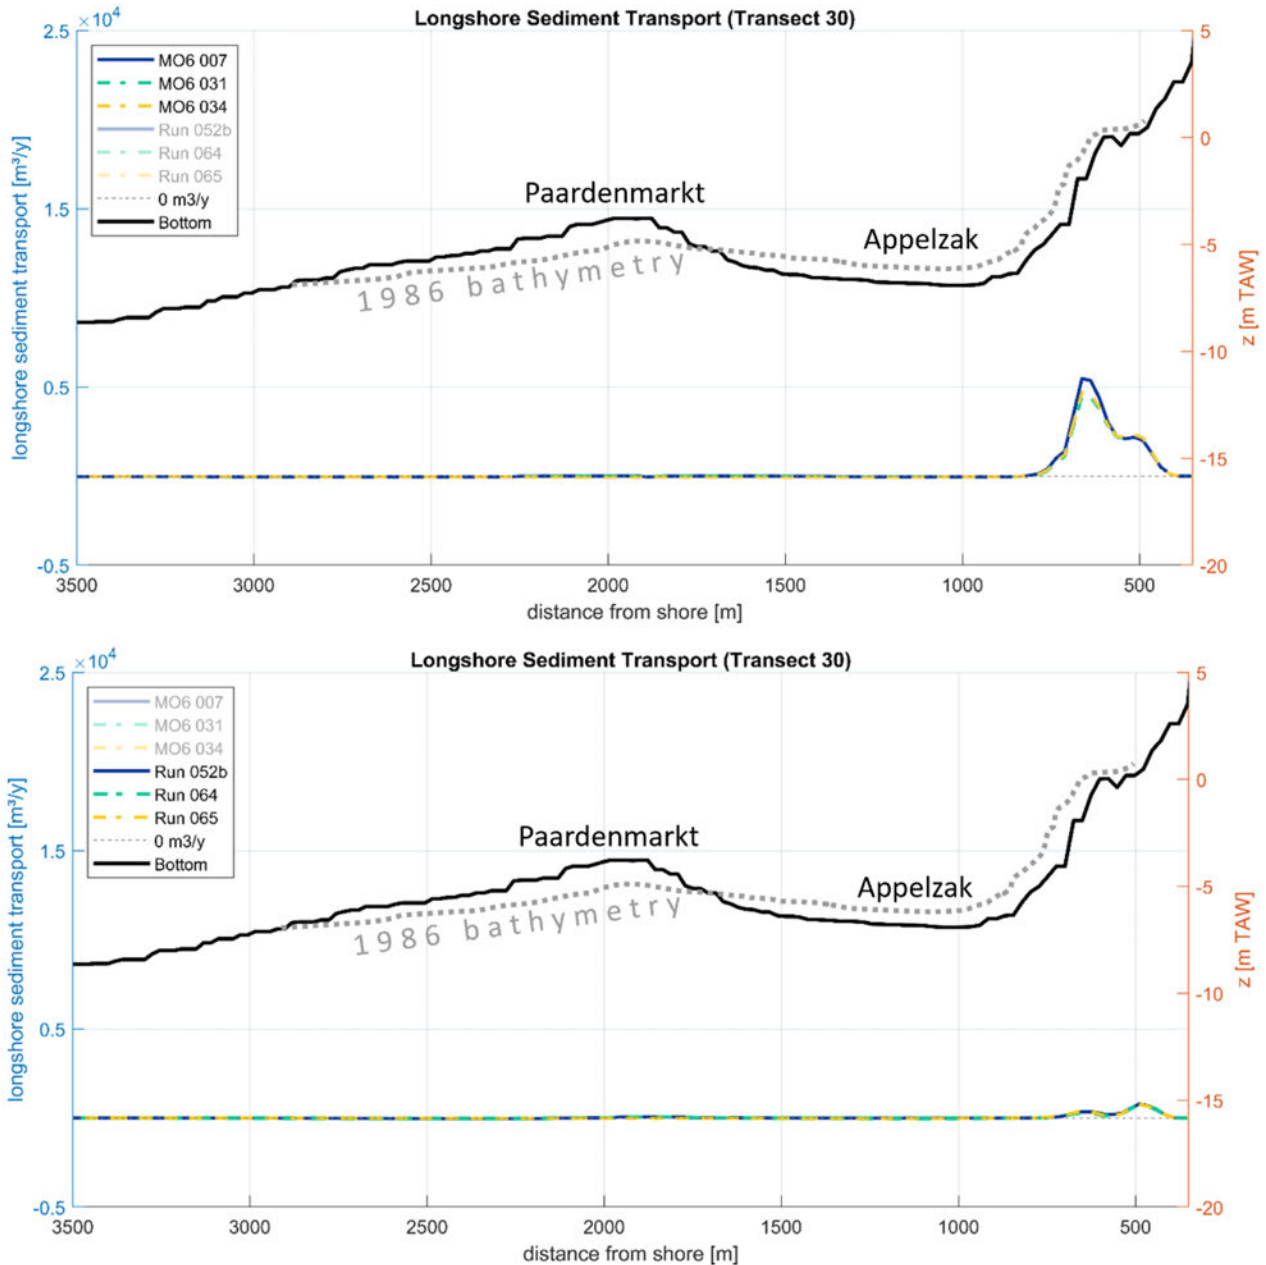 Longshore Sediment Transport (Transect 30)
×10⁴
2.5
1.5
0.5
-0.5
longshore sediment transport [m³/y]
MO6 007
MO6 031
MO6 034
Run 052b
Run 064
Run 065
0 m3/y
Bottom
Paardenmarkt
Appelzak
1986 bathymetry
5
0
-5
-10
-15
-20
z [m TAW]
3500 3000 2500 2000 1500 1000 500
distance from shore [m]
Longshore Sediment Transport (Transect 30)
×10⁴
2.5
1.5
0.5
-0.5
longshore sediment transport [m³/y]
MO6 007
MO6 031
MO6 034
Run 052b
Run 064
Run 065
0 m3/y
Bottom
Paardenmarkt
Appelzak
1986 bathymetry
5
0
-5
-10
-15
-20
z [m TAW]
3500 3000 2500 2000 1500 1000 500
distance from shore [m]